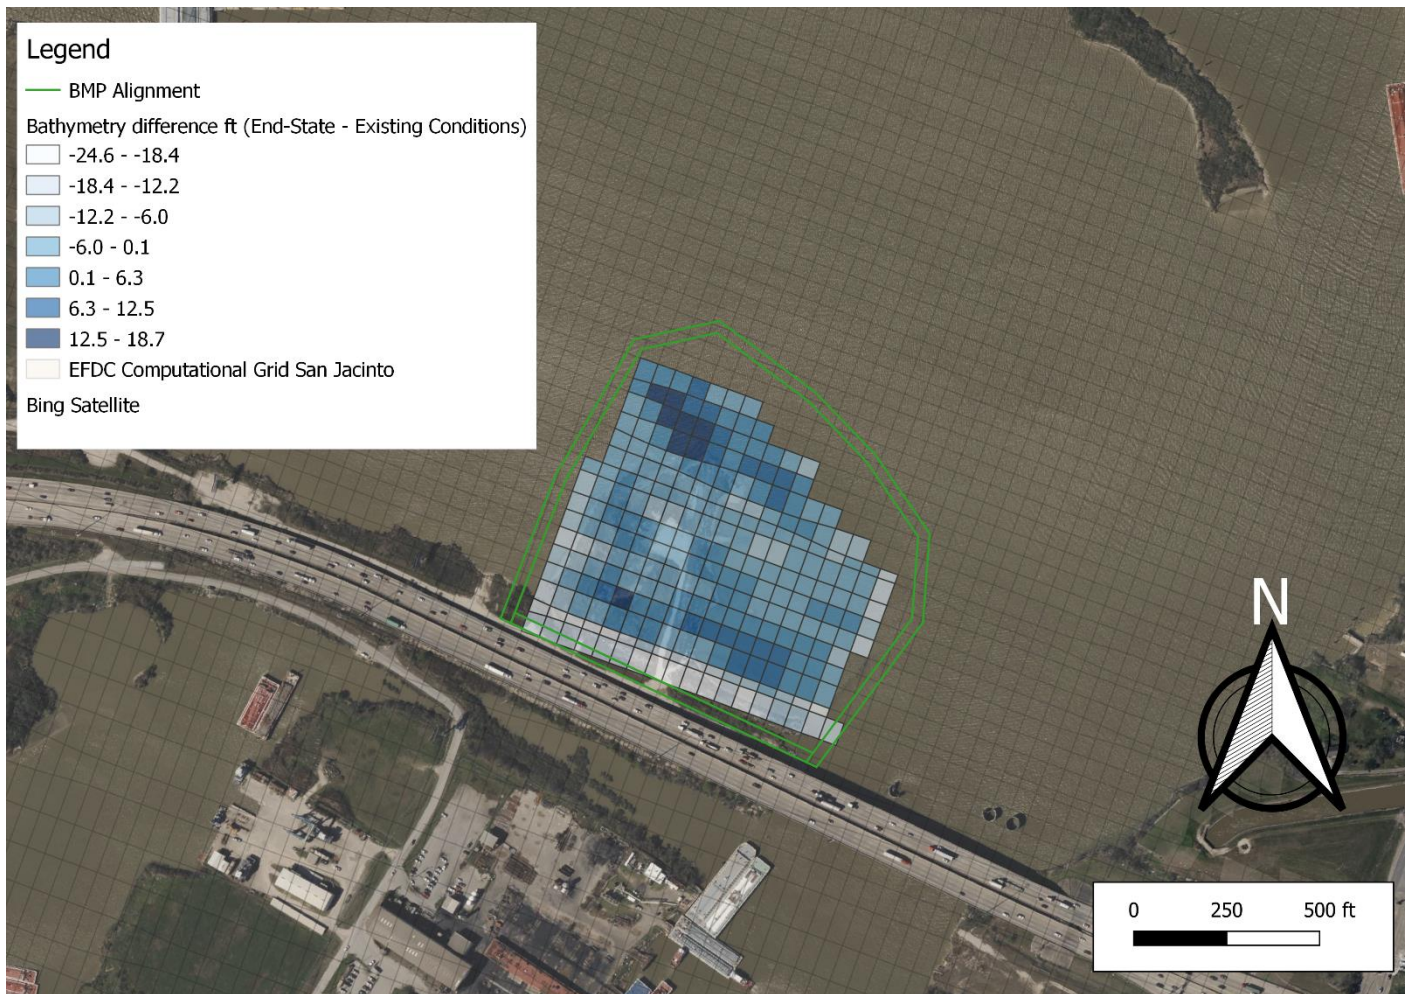 Legend
BMP Alignment
Bathymetry difference ft (End-State - Existing Conditions)
-24.6 - -18.4
-18.4 - -12.2
-12.2 - -6.0
-6.0 - 0.1
0.1 - 6.3
6.3 - 12.5
12.5 - 18.7
EFDC Computational Grid San Jacinto
Bing Satellite
N
0 250 500 ft